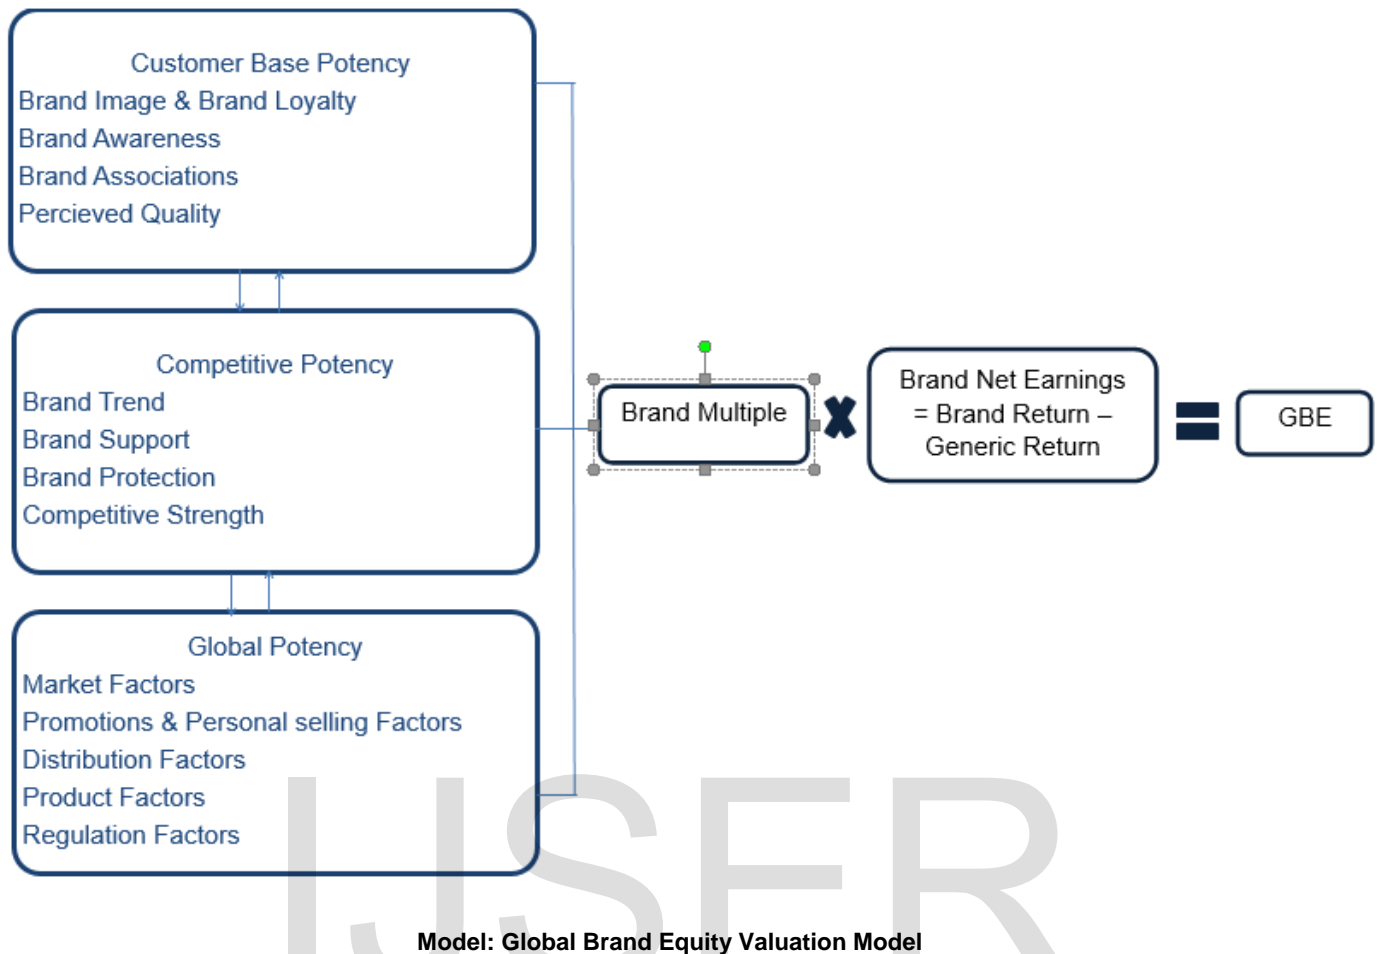 Customer Base Potency
Brand Image & Brand Loyalty
Brand Awareness
Brand Associations
Percieved Quality
Competitive Potency
Brand Trend
Brand Support
Brand Protection
Competitive Strength
Global Potency
Market Factors
Promotions & Personal selling Factors
Distribution Factors
Product Factors
Regulation Factors
Brand Multiple
Brand Net Earnings
= Brand Return –
Generic Return
GBE
IJSER
Model: Global Brand Equity Valuation Model